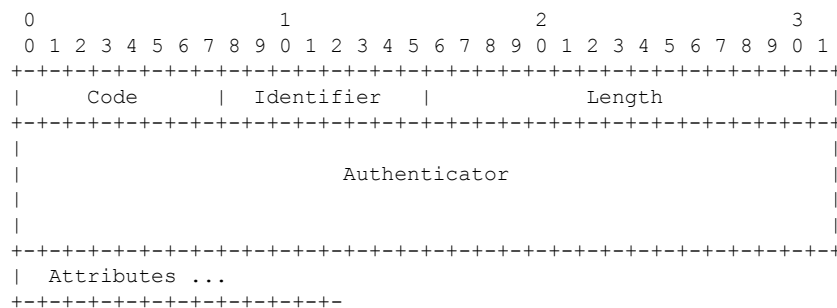 0                   1                   2                   3
 0 1 2 3 4 5 6 7 8 9 0 1 2 3 4 5 6 7 8 9 0 1 2 3 4 5 6 7 8 9 0 1
+-+-+-+-+-+-+-+-+-+-+-+-+-+-+-+-+-+-+-+-+-+-+-+-+-+-+-+-+-+-+-+-+
|     Code      |  Identifier   |            Length             |
+-+-+-+-+-+-+-+-+-+-+-+-+-+-+-+-+-+-+-+-+-+-+-+-+-+-+-+-+-+-+-+-+
|                                                               |
|                         Authenticator                         |
|                                                               |
|                                                               |
+-+-+-+-+-+-+-+-+-+-+-+-+-+-+-+-+-+-+-+-+-+-+-+-+-+-+-+-+-+-+-+-+
|  Attributes ...
+-+-+-+-+-+-+-+-+-+-+-+-+-